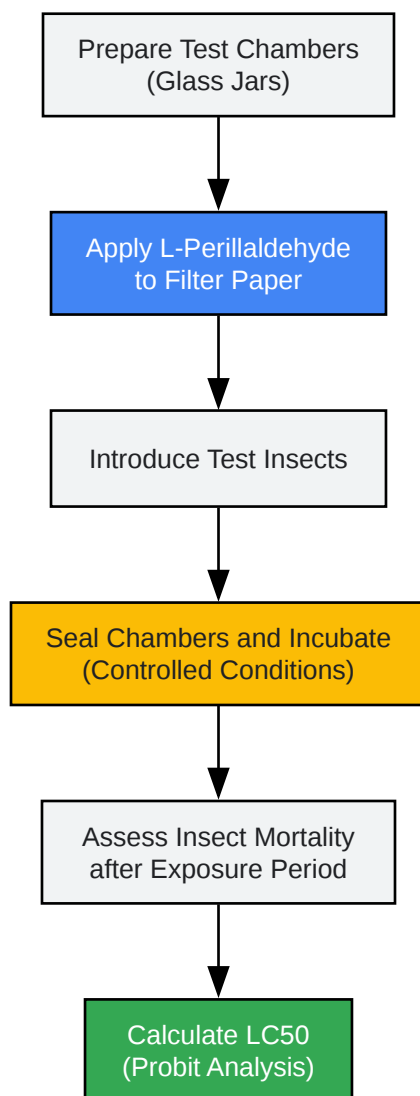 Prepare Test Chambers
(Glass Jars)
Apply L-Perillaldehyde
to Filter Paper
Introduce Test Insects
Seal Chambers and Incubate
(Controlled Conditions)
Assess Insect Mortality
after Exposure Period
Calculate LC50
(Probit Analysis)